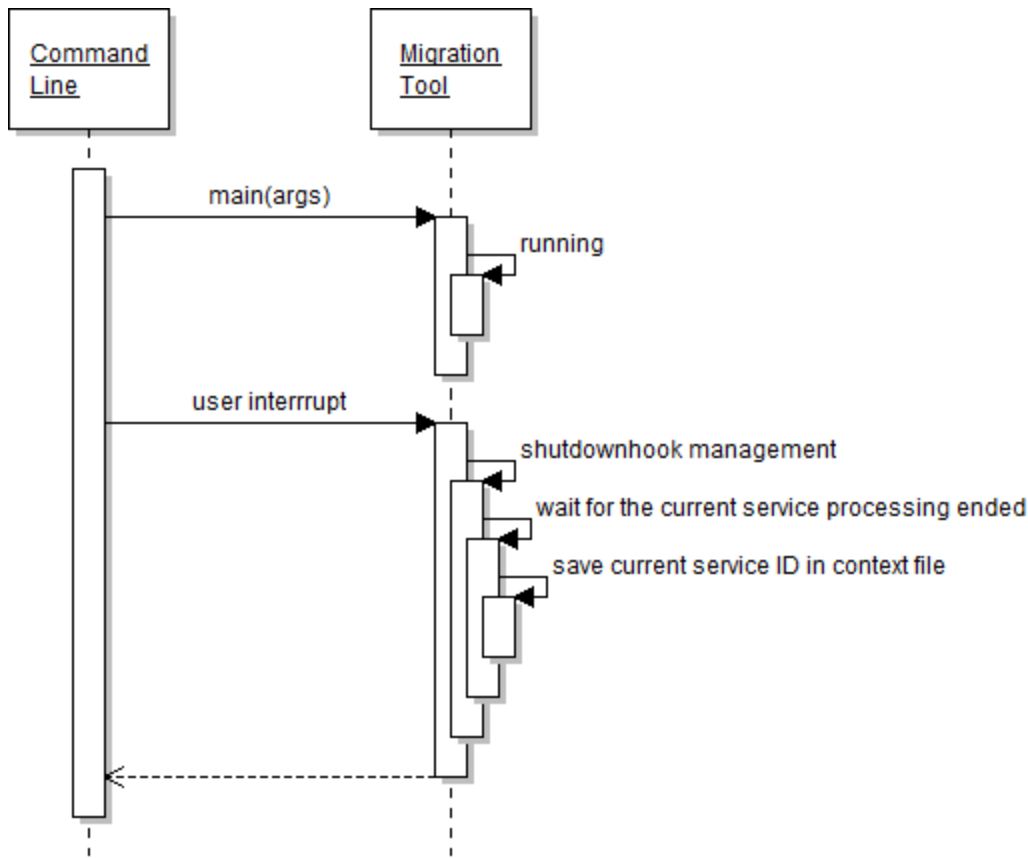 Command
Line
Migration
Tool
main(args)
running
user interrrupt
shutdownhook management
wait for the current service processing ended
save current service ID in context file